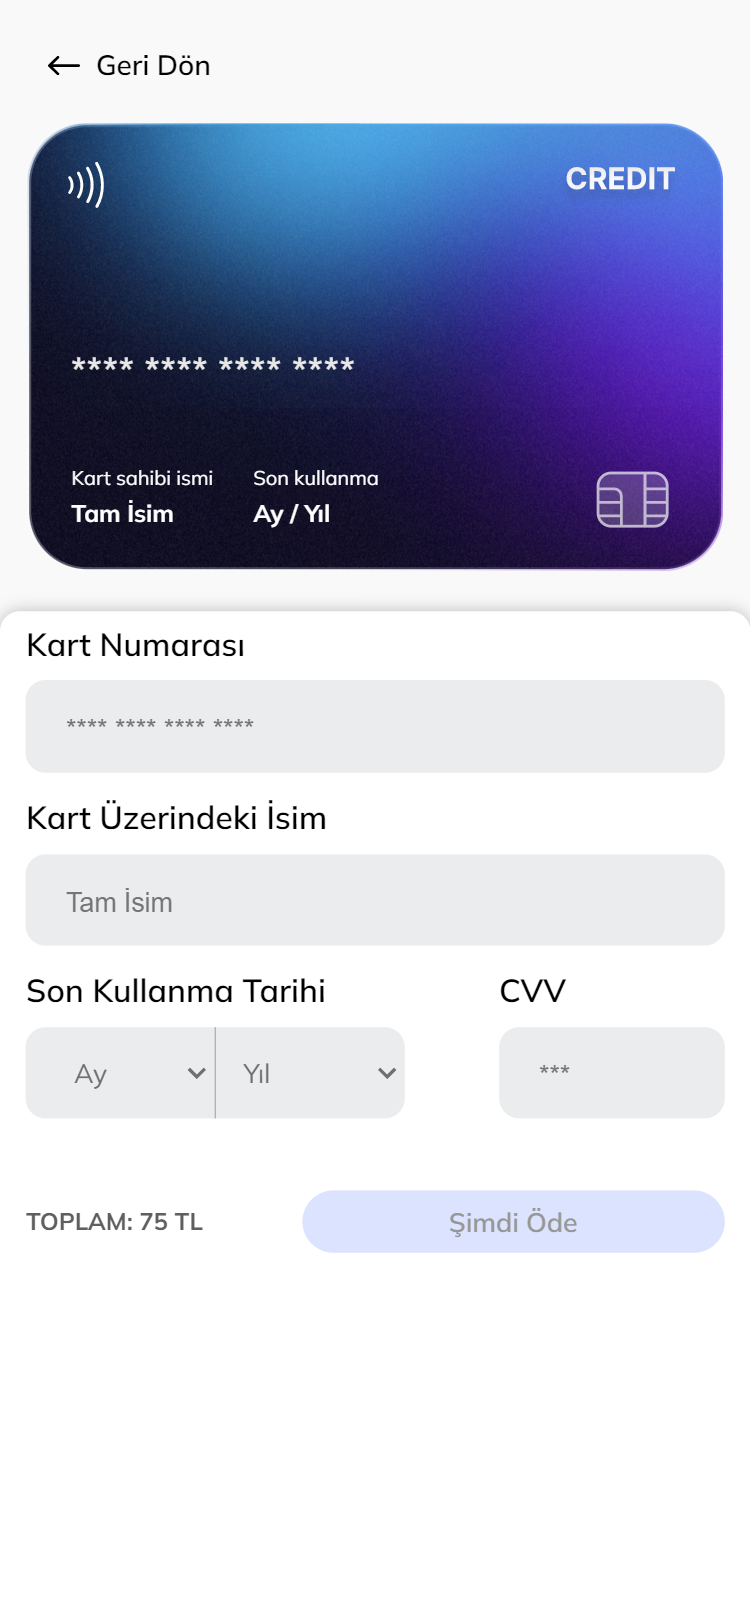 Geri Dön
CREDIT
**** **** **** ****
Kart sahibi ismi Son kullanma
Tam İsim Ay / Yıl
Kart Numarası
**** **** **** ****
Kart Üzerindeki İsim
Tam İsim
Son Kullanma Tarihi CVV
Ay Yıl ***
TOPLAM: 75 TL Şimdi Öde